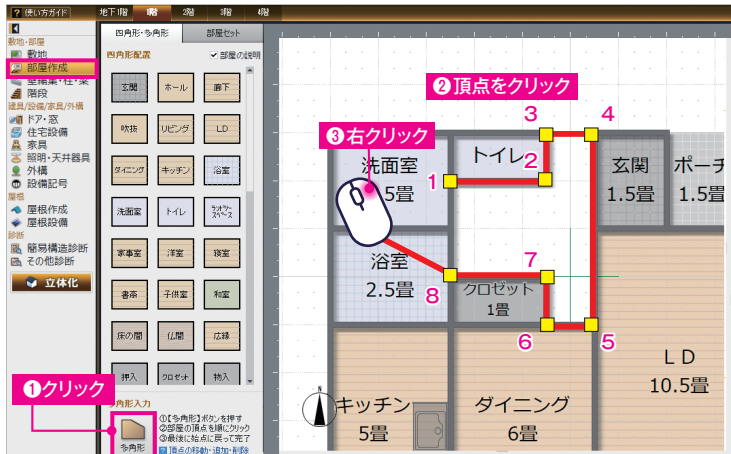 ? 使い方ガイド
地下1階 1階 2階 3階 4階
敷地・部屋
敷地
部屋作成
壁編集・柱・梁
階段
建具/設備/家具/外構
ドア・窓
住宅設備
家具
照明・天井器具
外構
設備記号
屋根
屋根作成
屋根設備
診断
簡易構造診断
その他診断
立体化
四角形・多角形 部屋セット
四角形配置 部屋の説明
玄関 ホール 廊下
吹抜 リビング LD
ダイニング キッチン 浴室
洗面室 トイレ ランドリースペース
家事室 洋室 寝室
書斎 子供室 和室
床の間 仏間 広縁
押入 クロゼット 物入
多角形入力
多角形
①【多角形】ボタンを押す
②部屋の頂点を順にクリック
③最後に始点に戻って完了
? 頂点の移動・追加・削除
❶クリック
❷頂点をクリック
❸右クリック
3 4
洗面室
5畳
トイレ
1 2
玄関
1.5畳
ポーチ
1.5畳
浴室
2.5畳
7
8
クロゼット
1畳
6 5
LD
10.5畳
N
キッチン
5畳
ダイニング
6畳